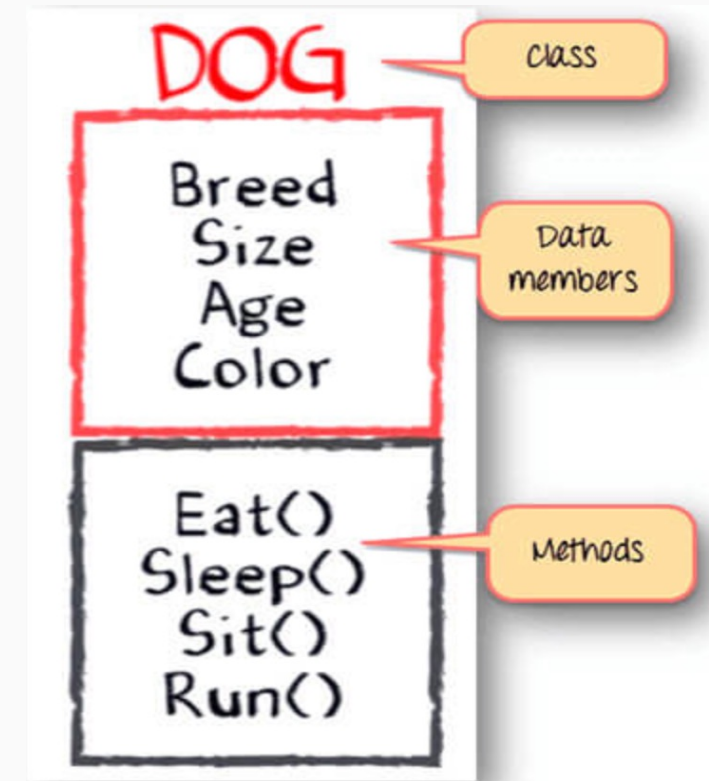 DOG
Class
Breed
Size
Age
Color
Data
members
Eat()
Sleep()
Sit()
Run()
Methods